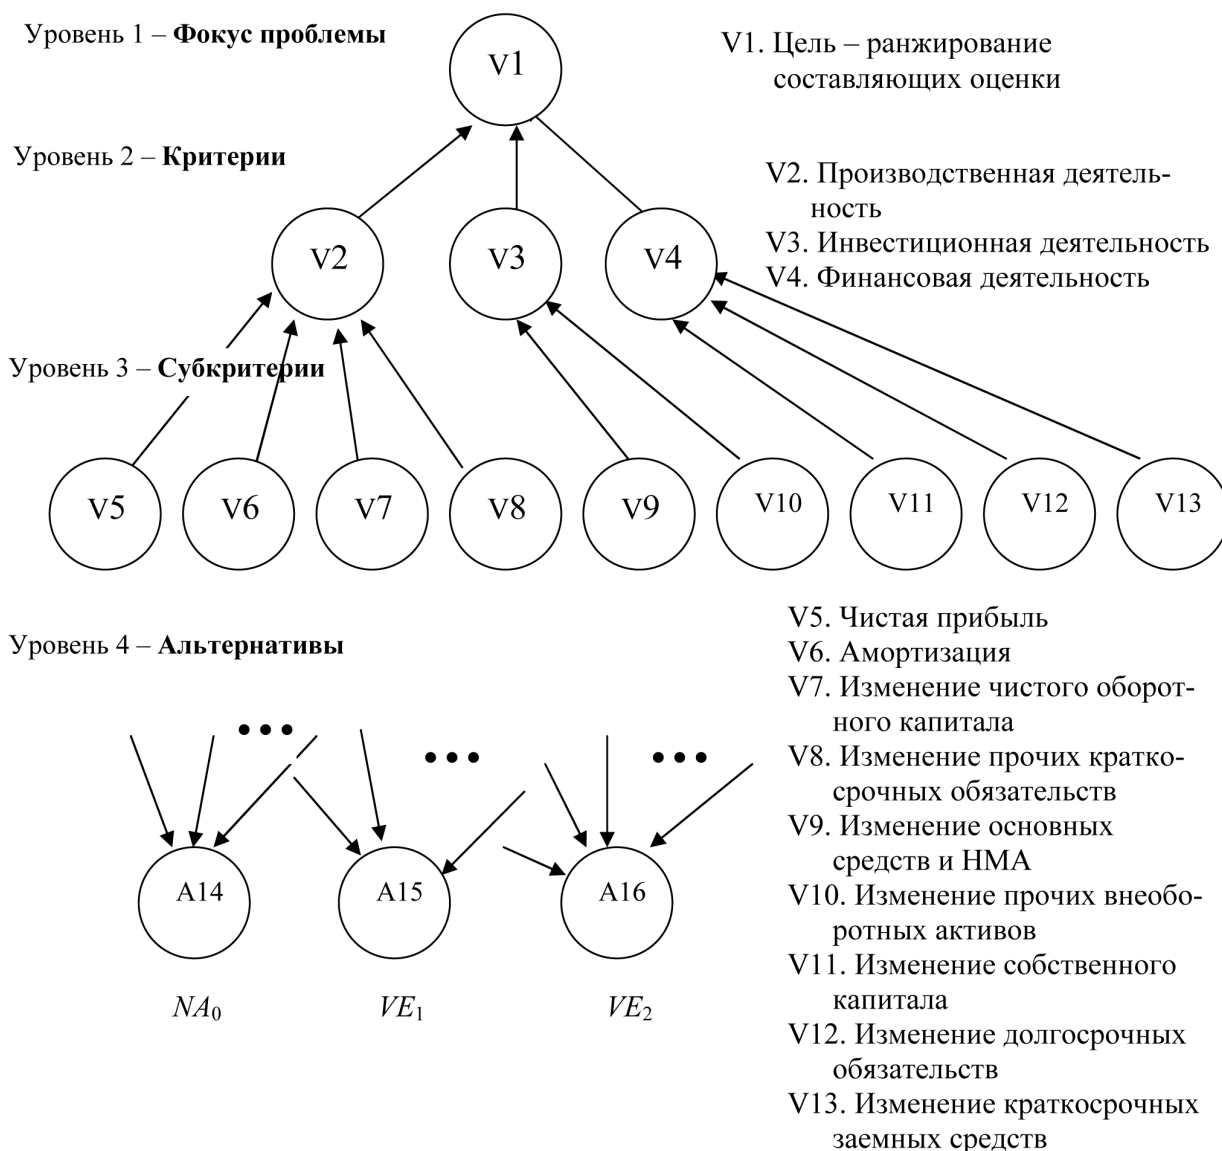 Уровень 1 – Фокус проблемы
V1
V1. Цель – ранжирование
составляющих оценки
Уровень 2 – Критерии
V2. Производственная деятель-
ность
V3. Инвестиционная деятельность
V4. Финансовая деятельность
V2
V3
V4
Уровень 3 – Субкритерии
V5
V6
V7
V8
V9
V10
V11
V12
V13
Уровень 4 – Альтернативы
V5. Чистая прибыль
V6. Амортизация
V7. Изменение чистого оборот-
ного капитала
V8. Изменение прочих кратко-
срочных обязательств
V9. Изменение основных
средств и НМА
V10. Изменение прочих внеобо-
ротных активов
V11. Изменение собственного
капитала
V12. Изменение долгосрочных
обязательств
V13. Изменение краткосрочных
заемных средств
•••
•••
•••
A14
A15
A16
NA₀
VE₁
VE₂